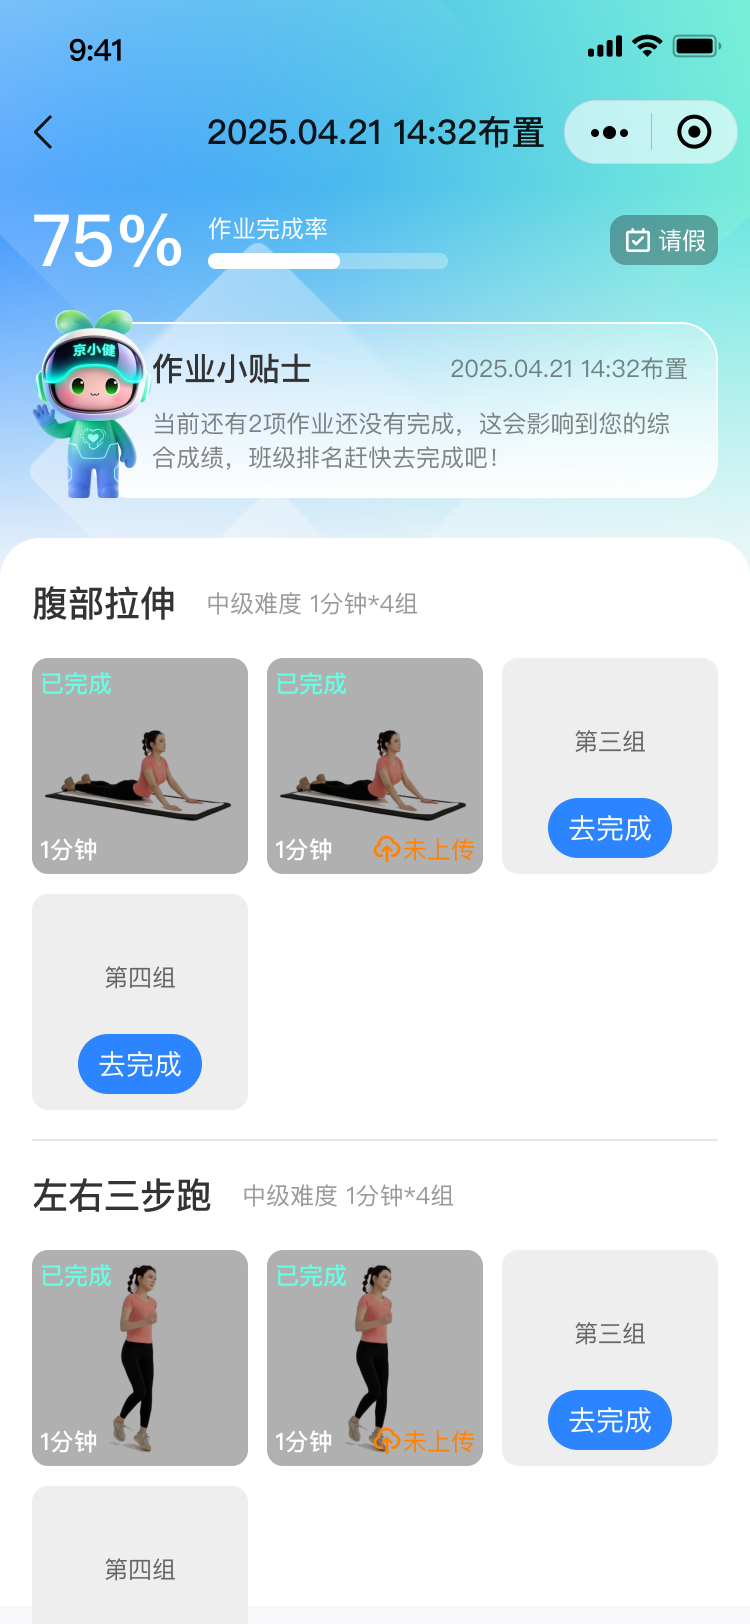 9:41
2025.04.21 14:32布置
75%
作业完成率
请假
京小健
作业小贴士
2025.04.21 14:32布置
当前还有2项作业还没有完成，这会影响到您的综
合成绩，班级排名赶快去完成吧！
腹部拉伸
中级难度 1分钟*4组
已完成
1分钟
已完成
1分钟
未上传
第三组
去完成
第四组
去完成
左右三步跑
中级难度 1分钟*4组
已完成
1分钟
已完成
1分钟
未上传
第三组
去完成
第四组